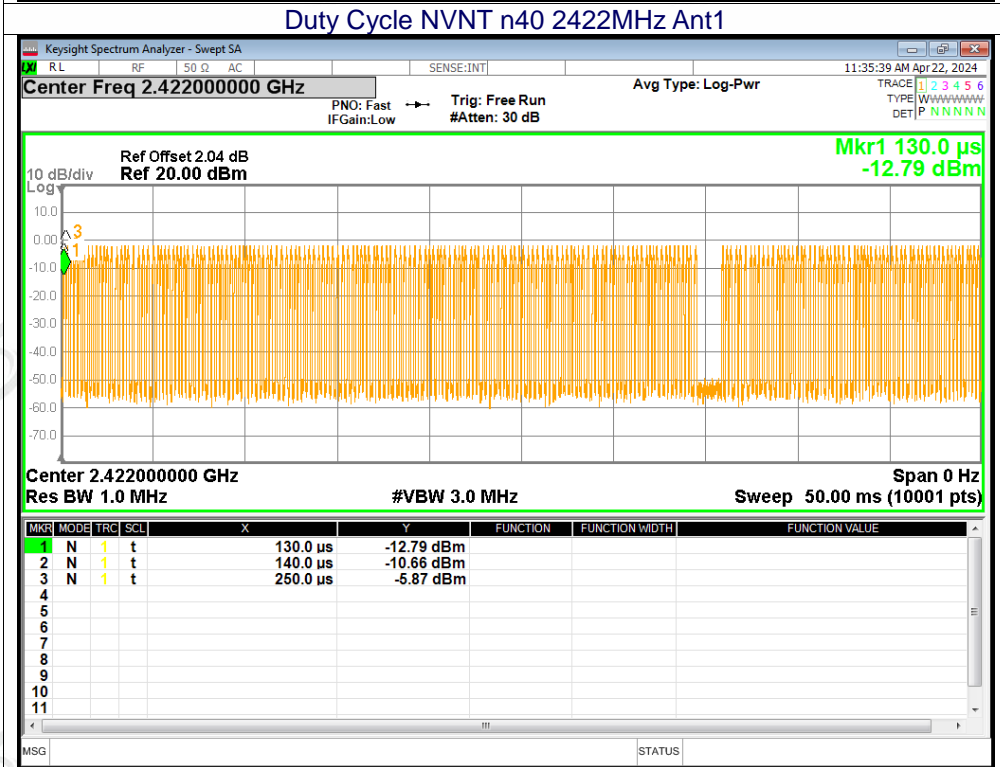 Duty Cycle NVNT n40 2422MHz Ant1
Keysight Spectrum Analyzer - Swept SA
LXI RL RF 50 Ω AC SENSE:INT 11:35:39 AM Apr 22, 2024
Center Freq 2.422000000 GHz Avg Type: Log-Pwr TRACE 1 2 3 4 5 6
PNO: Fast Trig: Free Run TYPE WWWWWWW
IFGain:Low #Atten: 30 dB DET P N N N N N
Mkr1 130.0 µs
Ref Offset 2.04 dB
10 dB/div Ref 20.00 dBm -12.79 dBm
Log
10.0
0.00
3
1
-10.0
-20.0
-30.0
-40.0
-50.0
-60.0
-70.0
Center 2.422000000 GHz Span 0 Hz
Res BW 1.0 MHz #VBW 3.0 MHz Sweep 50.00 ms (10001 pts)
MKR MODE TRC SCL X Y FUNCTION FUNCTION WIDTH FUNCTION VALUE
1 N 1 t 130.0 µs -12.79 dBm
2 N 1 t 140.0 µs -10.66 dBm
3 N 1 t 250.0 µs -5.87 dBm
4
5
6
7
8
9
10
11
MSG STATUS